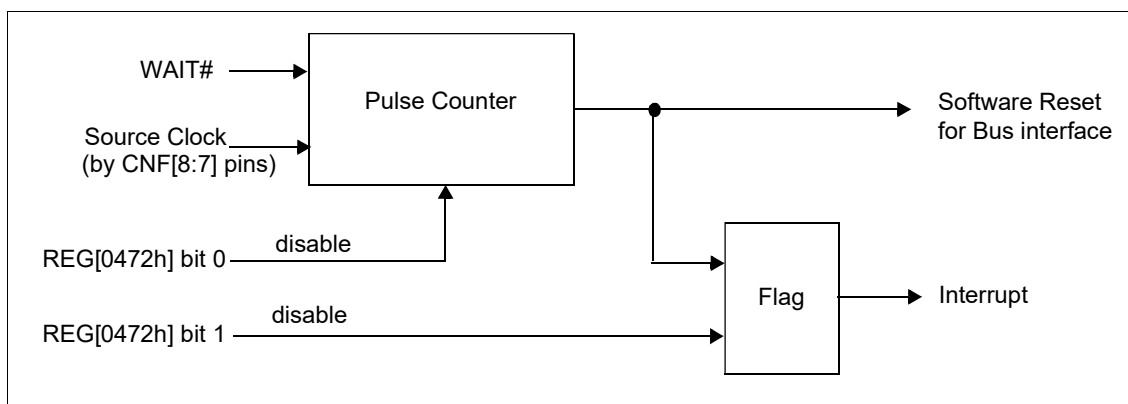 WAIT#
Pulse Counter
Software Reset
for Bus interface
Source Clock
(by CNF[8:7] pins)
REG[0472h] bit 0
disable
Flag
Interrupt
REG[0472h] bit 1
disable